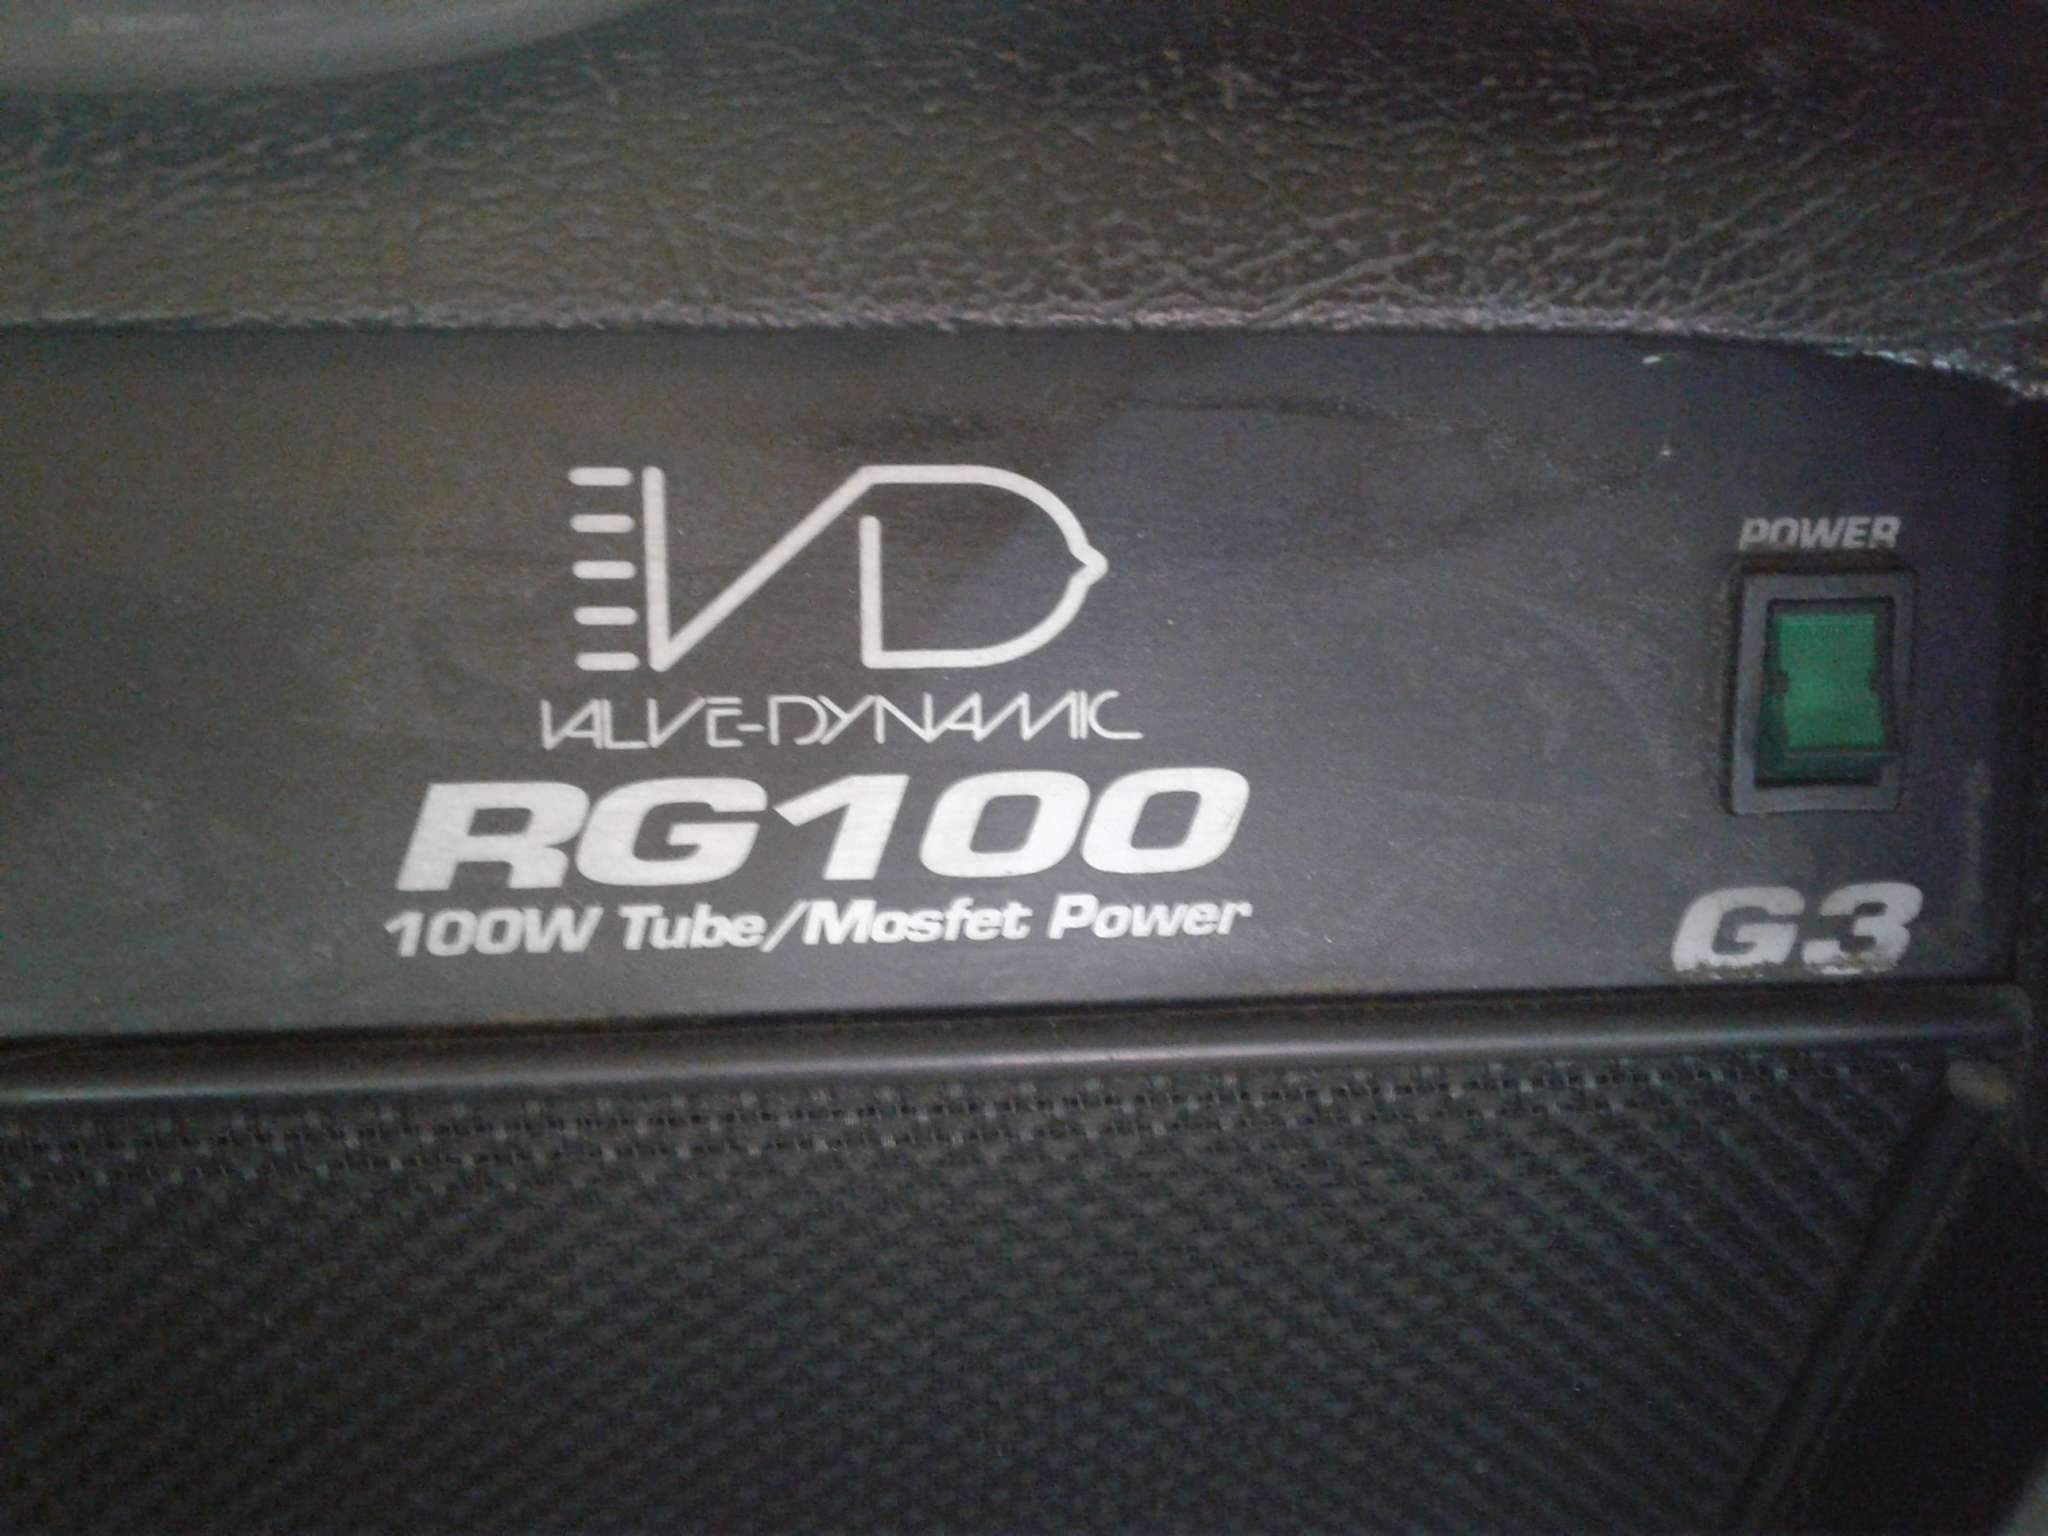 VD
VALVE-DYNAMIC
POWER
RG100
100W Tube/Mosfet Power
G3